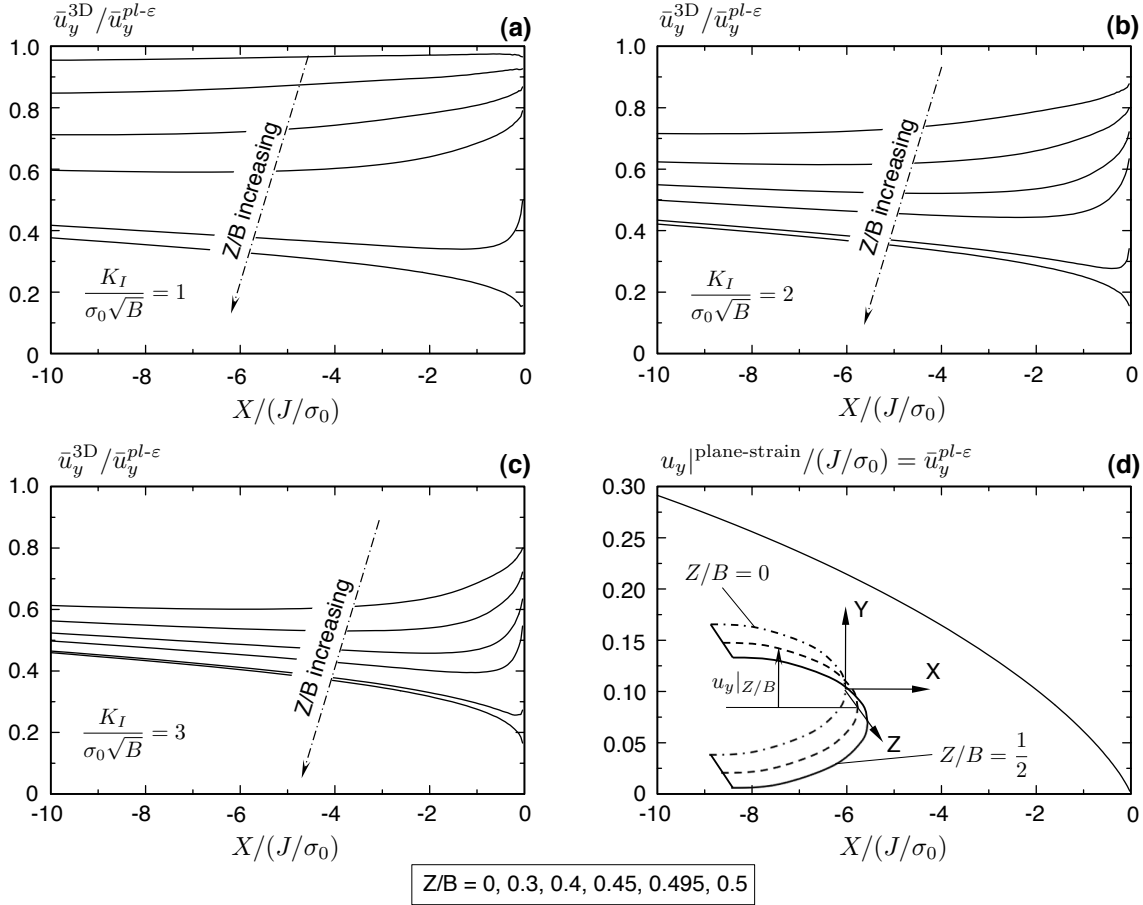 ū_y^3D/ū_y^pl-ε
(a)
1.0
0.8
0.6
0.4
0.2
0
Z/B increasing
K_I/(σ_0√B) = 1
-10 -8 -6 -4 -2 0
X/(J/σ_0)
ū_y^3D/ū_y^pl-ε
(b)
1.0
0.8
0.6
0.4
0.2
0
Z/B increasing
K_I/(σ_0√B) = 2
-10 -8 -6 -4 -2 0
X/(J/σ_0)
ū_y^3D/ū_y^pl-ε
(c)
1.0
0.8
0.6
0.4
0.2
0
Z/B increasing
K_I/(σ_0√B) = 3
-10 -8 -6 -4 -2 0
X/(J/σ_0)
u_y|^plane-strain/(J/σ_0) = ū_y^pl-ε
(d)
0.30
0.25
0.20
0.15
0.10
0.05
0
Z/B = 0
Y
X
u_y|_Z/B
Z
Z/B = 1/2
-10 -8 -6 -4 -2 0
X/(J/σ_0)
Z/B = 0, 0.3, 0.4, 0.45, 0.495, 0.5